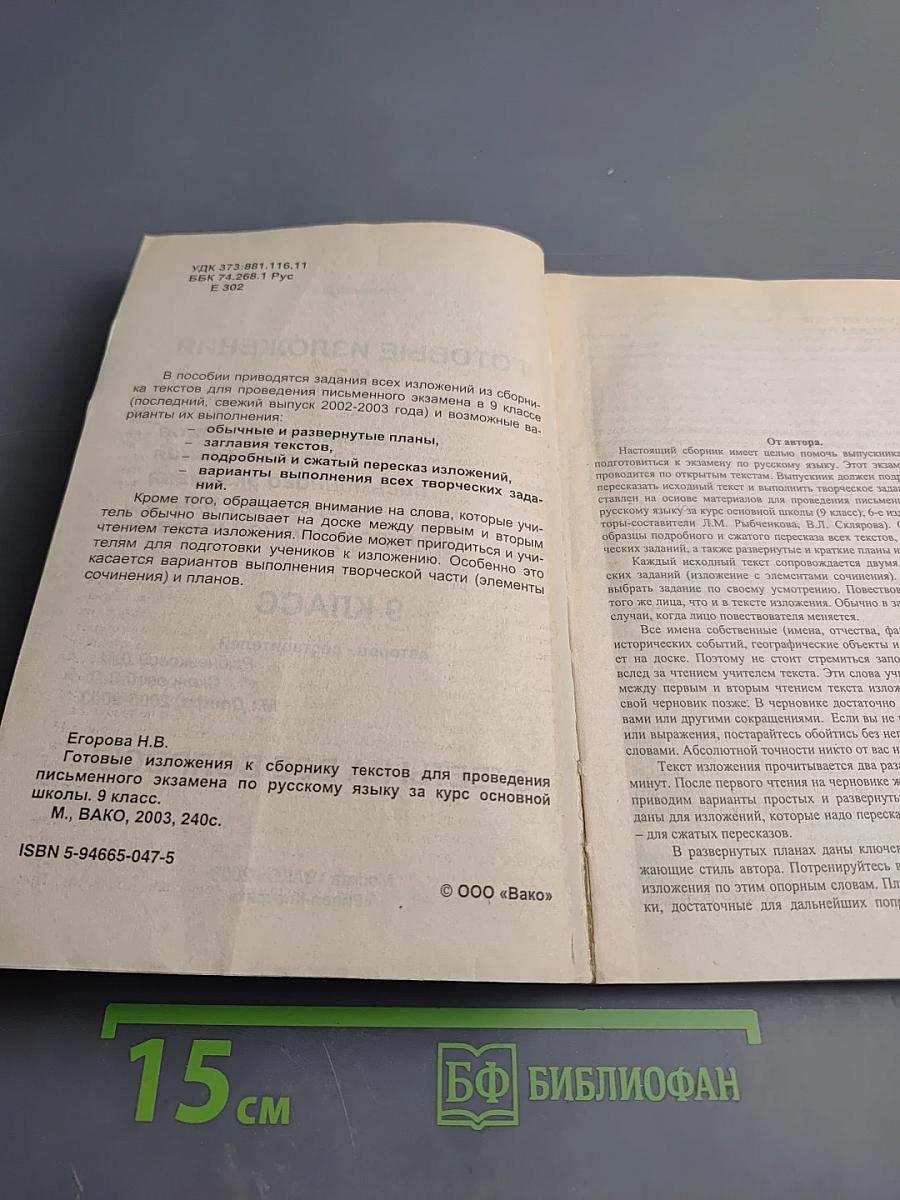 УДК 373:881.116.11
ББК 74.268.1 Рус
Е 302
В пособии приводятся задания всех изложений из сборни-
ка текстов для проведения письменного экзамена в 9 классе
(последний, свежий выпуск 2002-2003 года) и возможные ва-
рианты их выполнения:
– обычные и развернутые планы,
– заглавия текстов,
– подробный и сжатый пересказ изложений,
– варианты выполнения всех творческих зада-
ний.
Кроме того, обращается внимание на слова, которые учи-
тель обычно выписывает на доске между первым и вторым
чтением текста изложения. Пособие может пригодиться и учи-
телям для подготовки учеников к изложению. Особенно это
касается вариантов выполнения творческой части (элементы
сочинения) и планов.
Егорова Н.В.
Готовые изложения к сборнику текстов для проведения
письменного экзамена по русскому языку за курс основной
школы. 9 класс.
М., ВАКО, 2003, 240с.
ISBN 5-94665-047-5
© ООО «Вако»
От автора.
Настоящий сборник имеет целью помочь выпускника
подготовиться к экзамену по русскому языку. Этот экзам
проводится по открытым текстам. Выпускник должен подр
пересказать исходный текст и выполнить творческое зада
ставлен на основе материалов для проведения письмен
русскому языку за курс основной школы (9 класс); 6-е из
торы-составители Л.М. Рыбченкова, В.Л. Склярова). С
образцы подробного и сжатого пересказа всех текстов,
ческих заданий, а также развернутые и краткие планы и
Каждый исходный текст сопровождается двумя
ских заданий (изложение с элементами сочинения).
выбрать задание по своему усмотрению. Повествов
того же лица, что и в тексте изложения. Обычно в за
случаи, когда лицо повествователя меняется.
Все имена собственные (имена, отчества, фа
исторических событий, географические объекты и
ет на доске. Поэтому не стоит стремиться запо
вслед за чтением учителем текста. Эти слова учи
между первым и вторым чтением текста излож
свой черновик позже. В черновике достаточно
вами или другими сокращениями. Если вы не
или выражения, постарайтесь обойтись без нег
словами. Абсолютной точности никто от вас н
Текст изложения прочитывается два раза
минут. После первого чтения на черновике ж
приводим варианты простых и развернуты
даны для изложений, которые надо переска
– для сжатых пересказов.
В развернутых планах даны ключев
жающие стиль автора. Потренируйтесь в
изложения по этим опорным словам. Пл
ки, достаточные для дальнейших попр
15 см
БФ БИБЛИОФАН